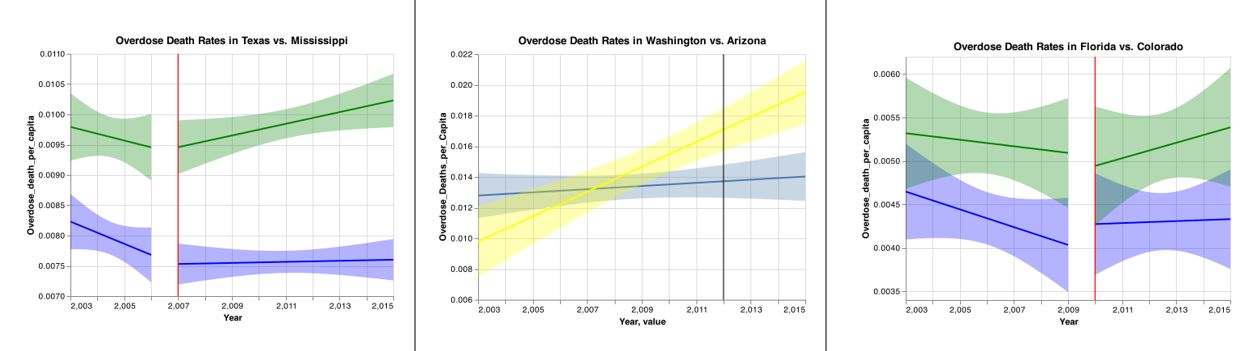 Overdose Death Rates in Texas vs. Mississippi
Overdose_death_per_capita
0.0110
0.0105
0.0100
0.0095
0.0090
0.0085
0.0080
0.0075
0.0070
2,003 2,005 2,007 2,009 2,011 2,013 2,015
Year
Overdose Death Rates in Washington vs. Arizona
Overdose_Deaths_per_Capita
0.022
0.020
0.018
0.016
0.014
0.012
0.010
0.008
0.006
2,003 2,005 2,007 2,009 2,011 2,013 2,015
Year, value
Overdose Death Rates in Florida vs. Colorado
Overdose_death_per_capita
0.0060
0.0055
0.0050
0.0045
0.0040
0.0035
2,003 2,005 2,007 2,009 2,011 2,013 2,015
Year